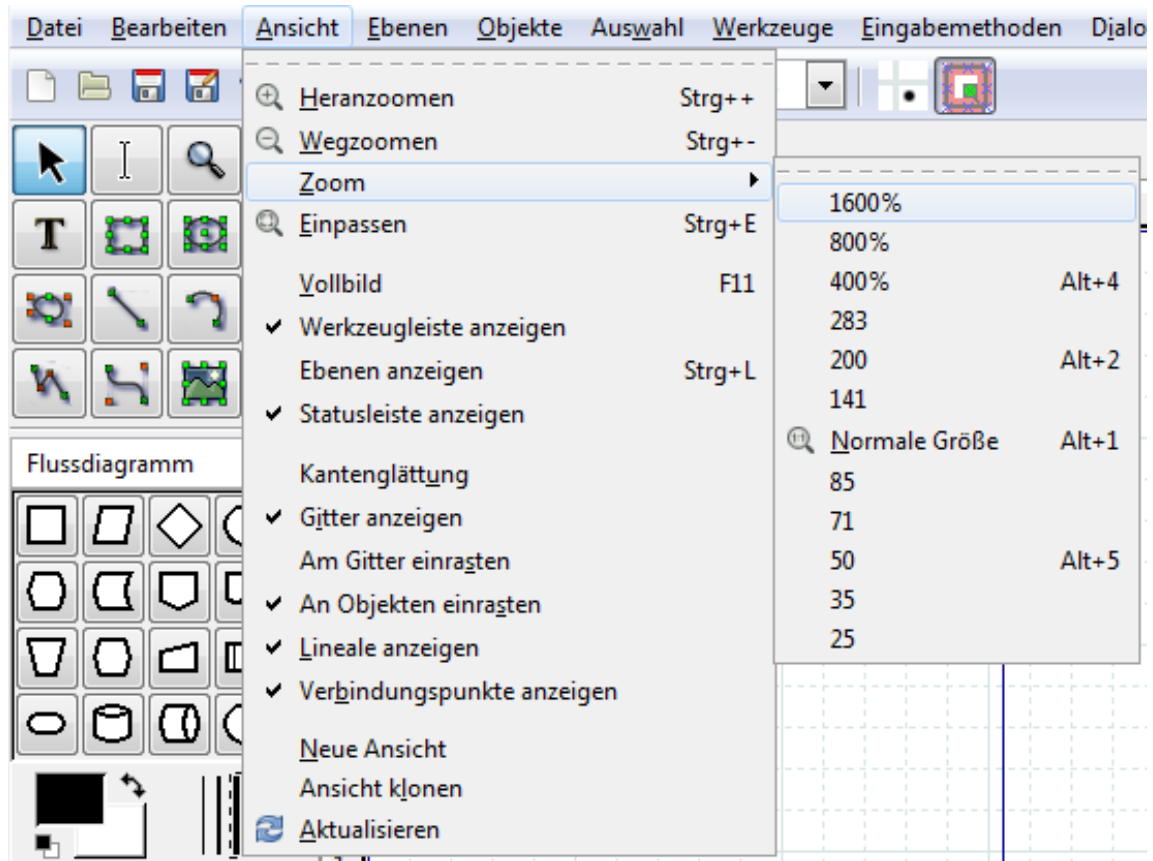 Datei Bearbeiten Ansicht Ebenen Objekte Auswahl Werkzeuge Eingabemethoden Dialo
Heranzoomen Strg++
Wegzoomen Strg+-
Zoom
Einpassen Strg+E
Vollbild F11
Werkzeugleiste anzeigen
Ebenen anzeigen Strg+L
Statusleiste anzeigen
Kantenglättung
Gitter anzeigen
Am Gitter einrasten
An Objekten einrasten
Lineale anzeigen
Verbindungspunkte anzeigen
Neue Ansicht
Ansicht klonen
Aktualisieren
1600%
800%
400% Alt+4
283
200 Alt+2
141
Normale Größe Alt+1
85
71
50 Alt+5
35
25
T
Flussdiagramm